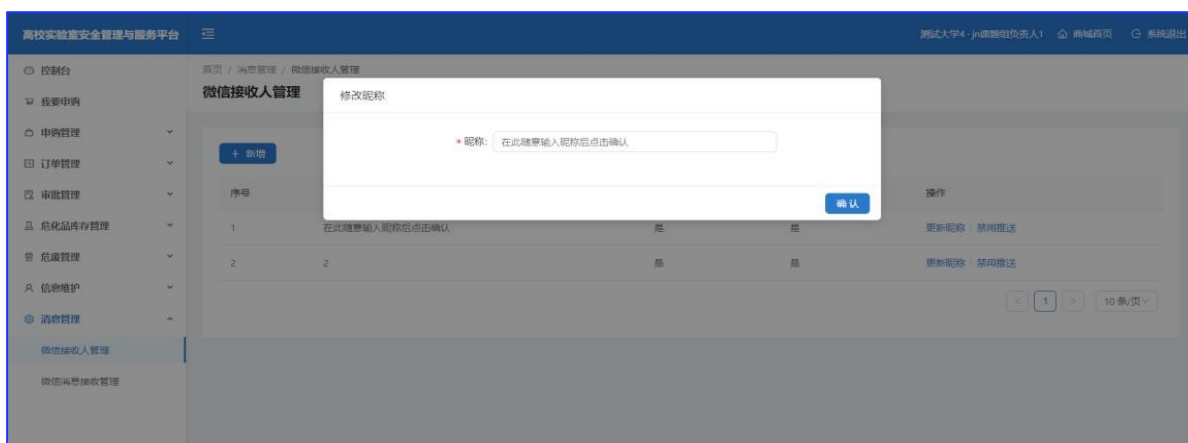 高校实验室安全管理与服务平台
测试大学4 - jn课题组负责人1 商城首页 系统退出
控制台
我要申购
申购管理
订单管理
审批管理
危化品库存管理
危废管理
信息维护
消息管理
微信接收人管理
微信消息接收管理
首页 / 消息管理 / 微信接收人管理
微信接收人管理
修改昵称
* 昵称: 在此随意输入昵称后点击确认
确认
+ 新增
序号 操作
1 在此随意输入昵称后点击确认 是 是 更新昵称 禁用推送
2 2 是 是 更新昵称 禁用推送
< 1 > 10 条/页